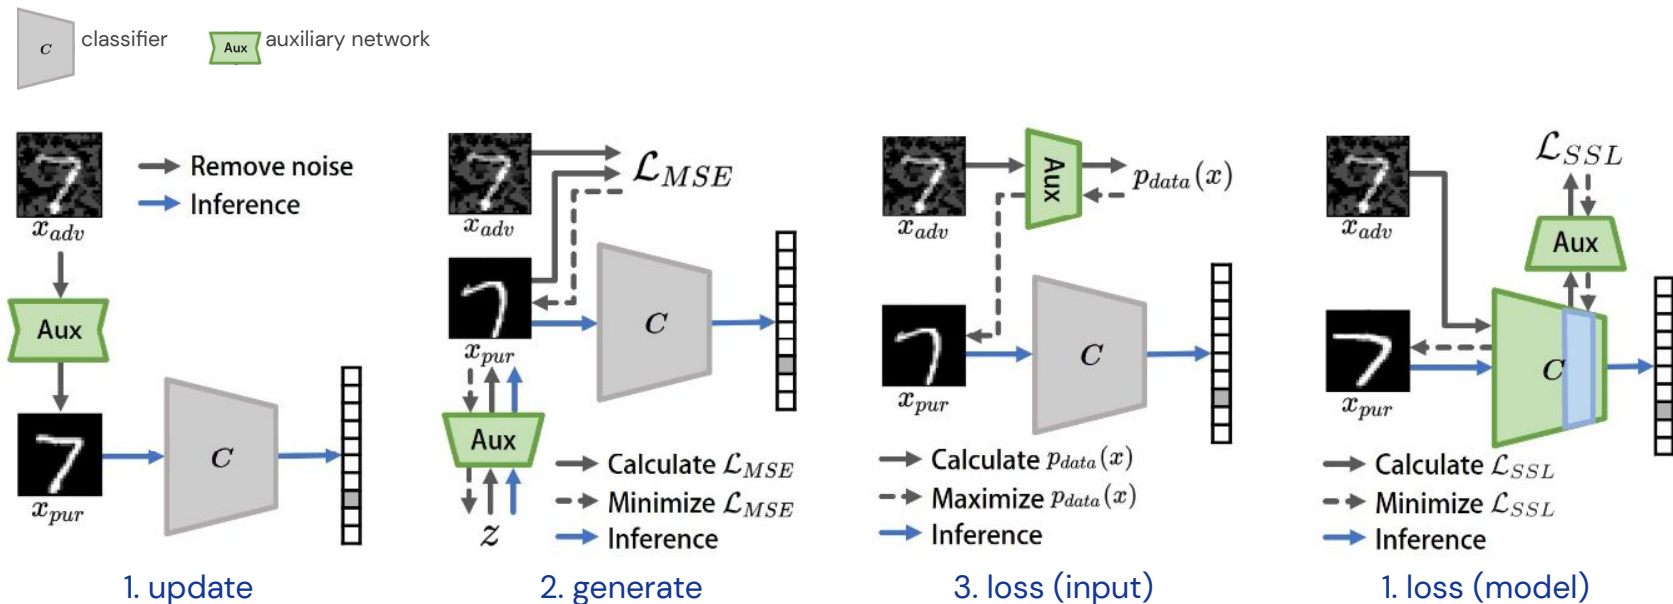 C classifier
Aux auxiliary network
x_adv
Remove noise
Inference
Aux
x_pur
C
1. update
x_adv
ℒ_MSE
x_pur
C
Aux
z
Calculate ℒ_MSE
Minimize ℒ_MSE
Inference
2. generate
x_adv
Aux
p_data(x)
x_pur
C
Calculate p_data(x)
Maximize p_data(x)
Inference
3. loss (input)
x_adv
ℒ_SSL
Aux
x_pur
C
Calculate ℒ_SSL
Minimize ℒ_SSL
Inference
1. loss (model)